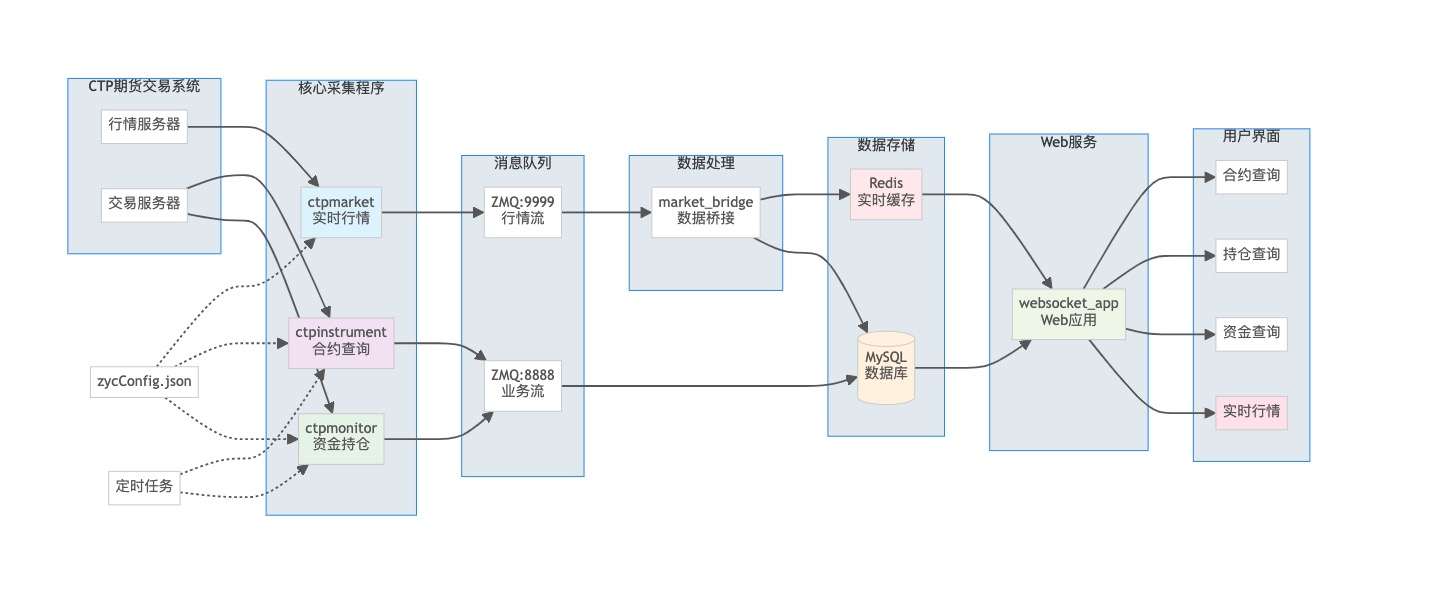 CTP期货交易系统
行情服务器
交易服务器
zycConfig.json
定时任务
核心采集程序
ctpmarket
实时行情
ctpinstrument
合约查询
ctpmonitor
资金持仓
消息队列
ZMQ:9999
行情流
ZMQ:8888
业务流
数据处理
market_bridge
数据桥接
数据存储
Redis
实时缓存
MySQL
数据库
Web服务
websocket_app
Web应用
用户界面
合约查询
持仓查询
资金查询
实时行情